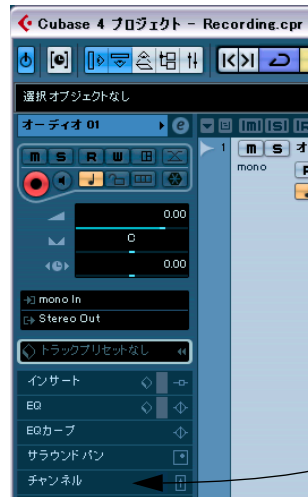 Cubase 4 プロジェクト - Recording.cpr
選択オブジェクトなし
オーディオ 01
m S R W
0.00
C
0.00
mono In
Stereo Out
トラックプリセットなし
インサート
EQ
EQカーブ
サラウンド パン
チャンネル
1 m S オ
mono